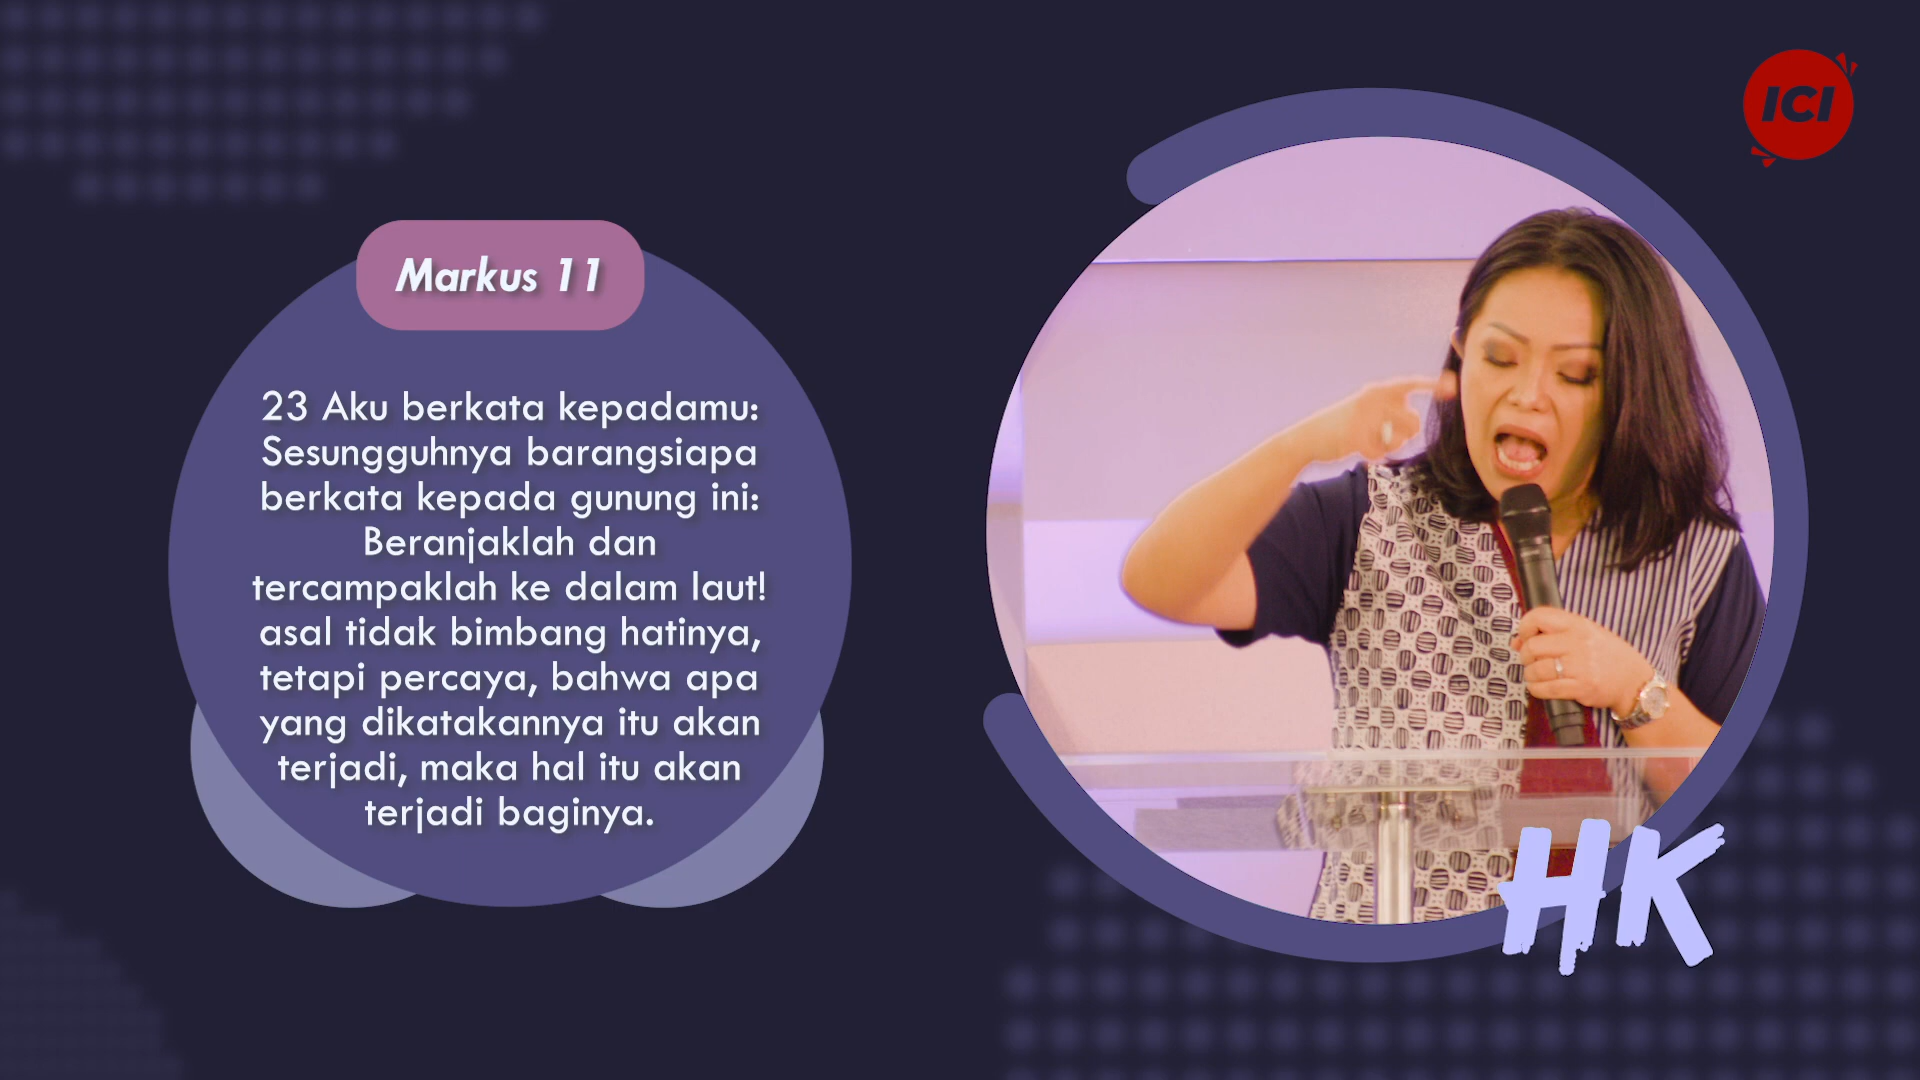 ICI
Markus 11
23 Aku berkata kepadamu:
Sesungguhnya barangsiapa
berkata kepada gunung ini:
Beranjaklah dan
tercampaklah ke dalam laut!
asal tidak bimbang hatinya,
tetapi percaya, bahwa apa
yang dikatakannya itu akan
terjadi, maka hal itu akan
terjadi baginya.
HK